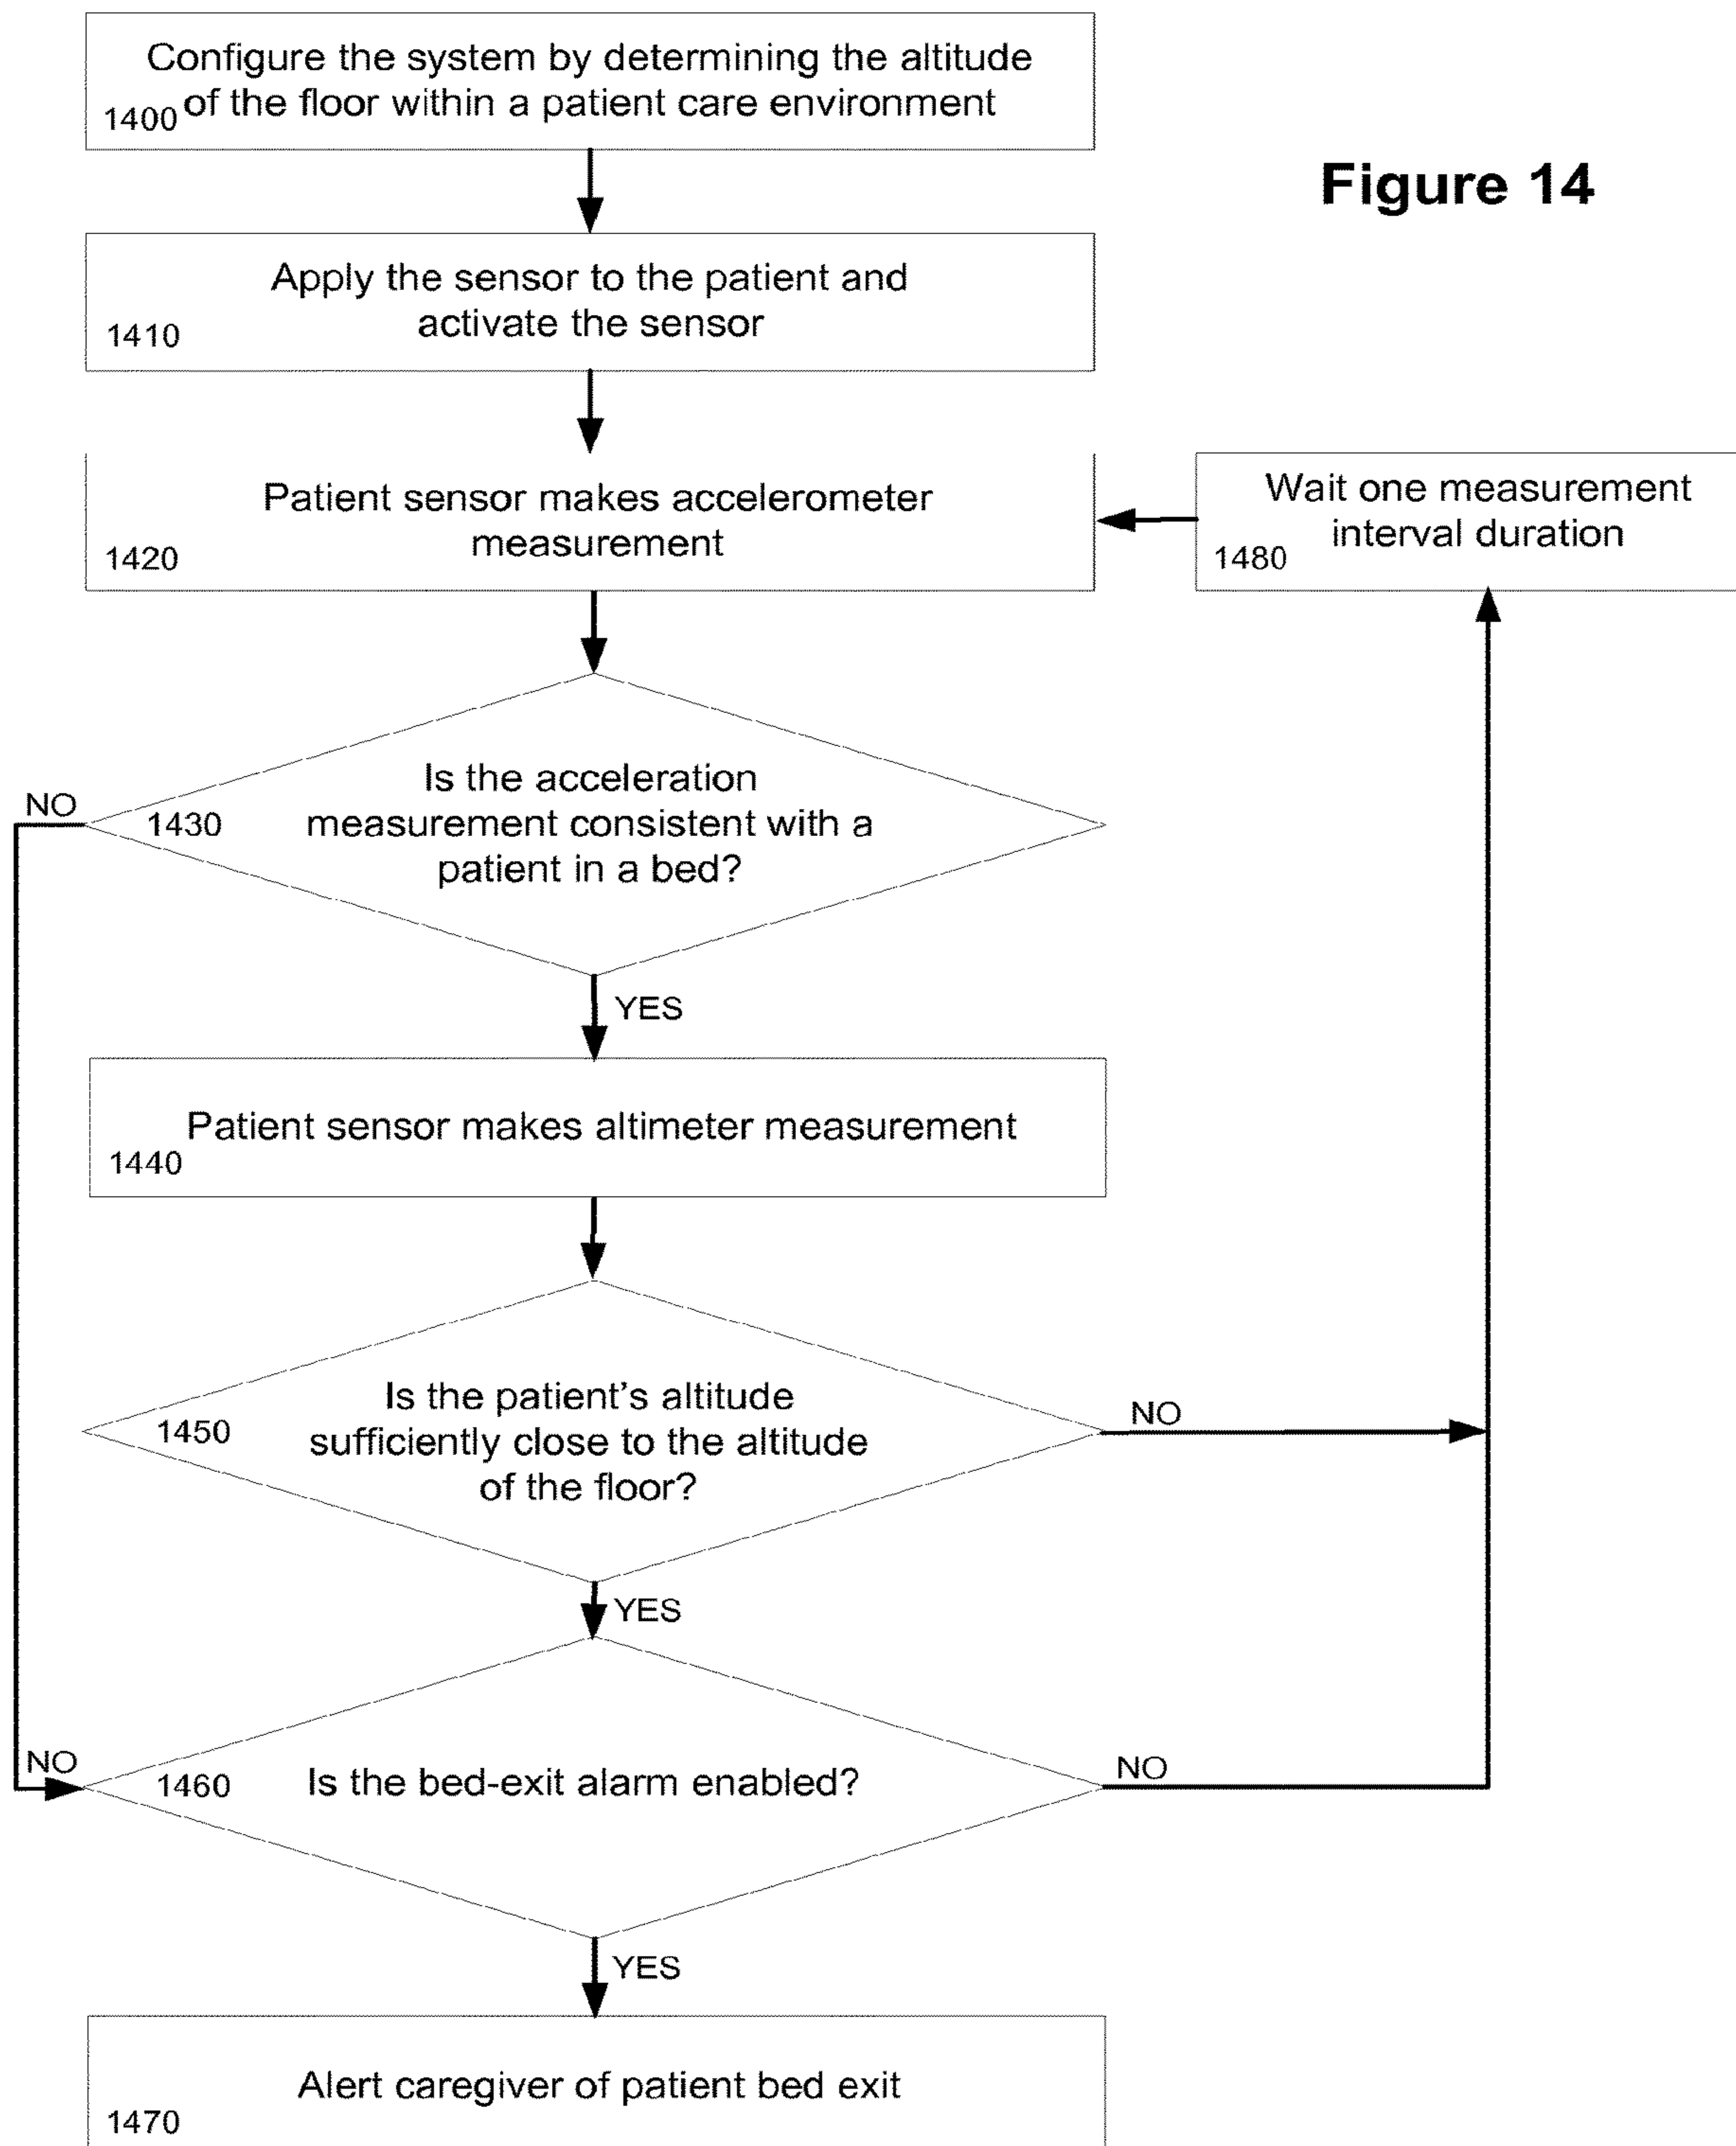 Configure the system by determining the altitude
of the floor within a patient care environment
1400
Figure 14
Apply the sensor to the patient and
activate the sensor
1410
Patient sensor makes accelerometer
measurement
1420
Wait one measurement
interval duration
1480
Is the acceleration
measurement consistent with a
patient in a bed?
1430
NO
YES
Patient sensor makes altimeter measurement
1440
Is the patient’s altitude
sufficiently close to the altitude
of the floor?
1450
NO
YES
NO
Is the bed-exit alarm enabled?
1460
NO
YES
Alert caregiver of patient bed exit
1470